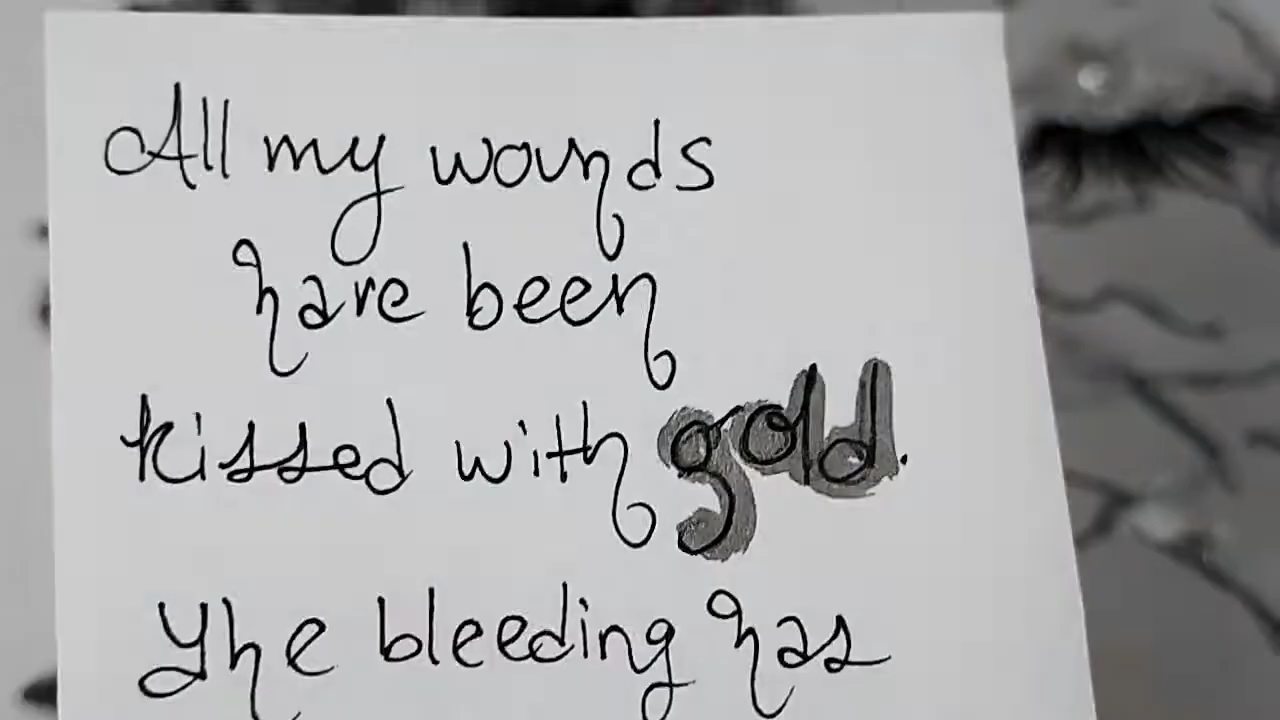 All my wounds
have been
kissed with gold.
The bleeding has